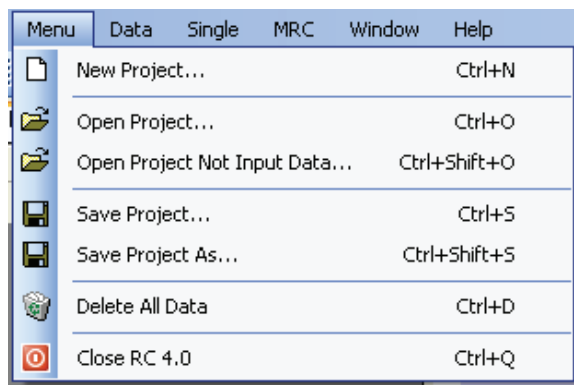 Menu Data Single MRC Window Help
New Project... Ctrl+N
Open Project... Ctrl+O
Open Project Not Input Data... Ctrl+Shift+O
Save Project... Ctrl+S
Save Project As... Ctrl+Shift+S
Delete All Data Ctrl+D
Close RC 4.0 Ctrl+Q